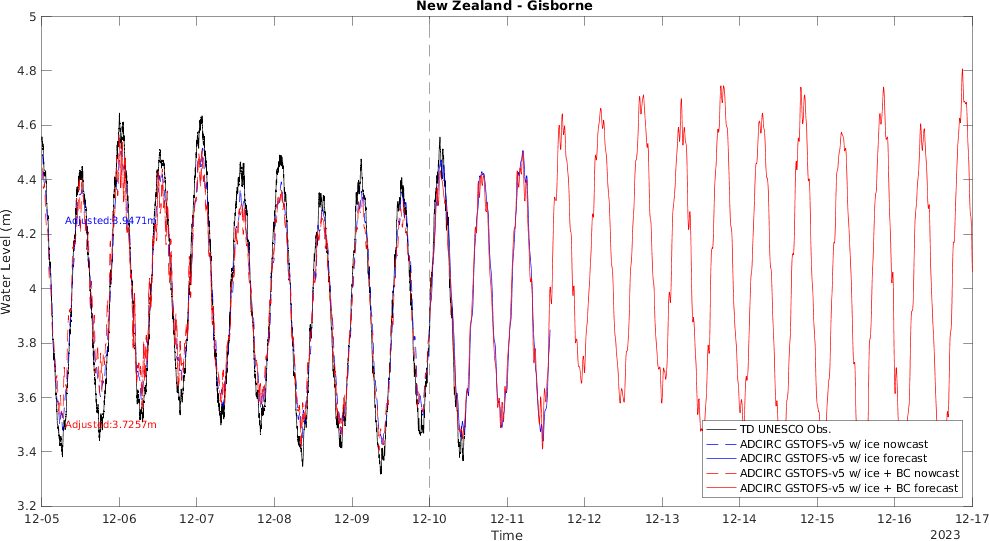 New Zealand - Gisborne
5
4.8
4.6
4.4
4.2
4
3.8
3.6
3.4
3.2
Water Level (m)
Adjusted:3.9471m
Adjusted:3.7257m
TD UNESCO Obs.
ADCIRC GSTOFS-v5 w/ ice nowcast
ADCIRC GSTOFS-v5 w/ ice forecast
ADCIRC GSTOFS-v5 w/ ice + BC nowcast
ADCIRC GSTOFS-v5 w/ ice + BC forecast
12-05 12-06 12-07 12-08 12-09 12-10 12-11 12-12 12-13 12-14 12-15 12-16 12-17
Time
2023